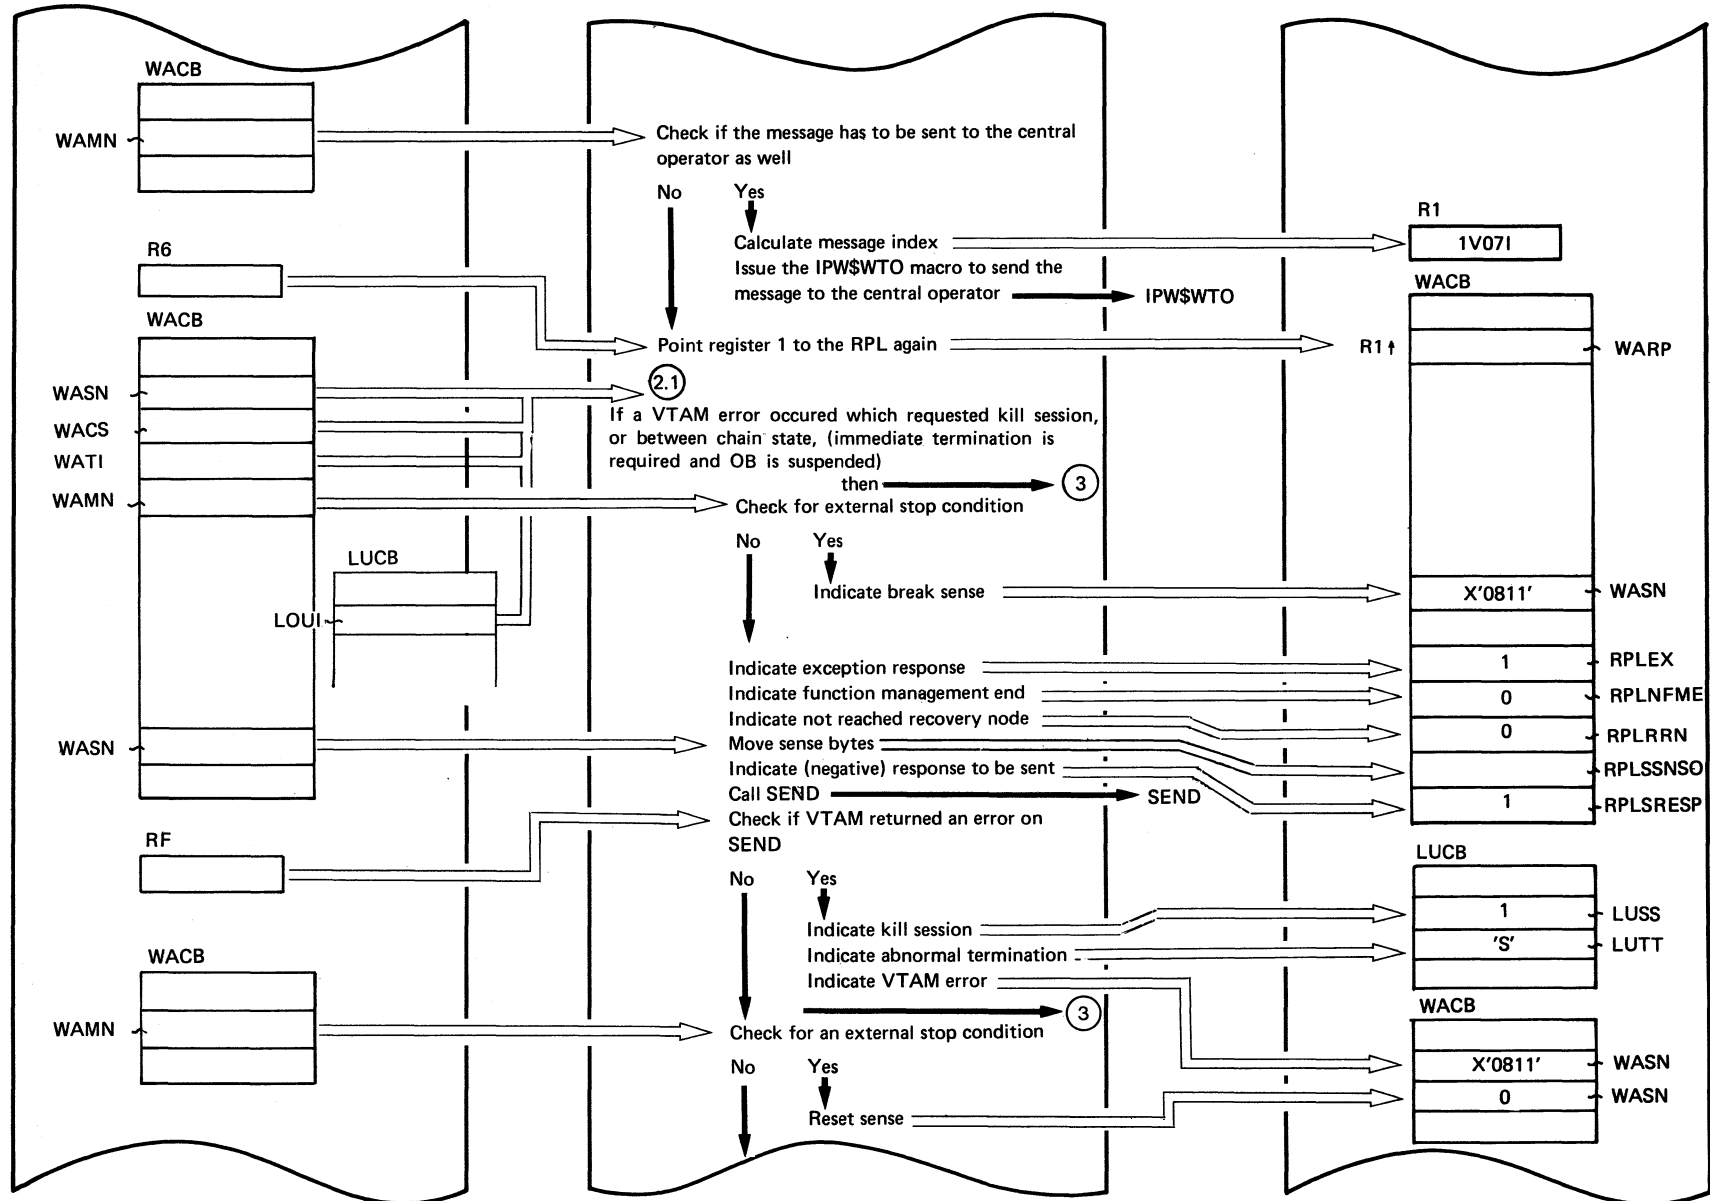 WACB
WAMN
R6
WACB
WASN
WACS
WATI
WAMN
LUCB
LOUI
WASN
RF
WACB
WAMN
Check if the message has to be sent to the central
operator as well
No Yes
Calculate message index
Issue the IPW$WTO macro to send the
message to the central operator
IPW$WTO
Point register 1 to the RPL again
2.1
If a VTAM error occured which requested kill session,
or between chain state, (immediate termination is
required and OB is suspended)
then
3
Check for external stop condition
No Yes
Indicate break sense
Indicate exception response
Indicate function management end
Indicate not reached recovery node
Move sense bytes
Indicate (negative) response to be sent
Call SEND
SEND
Check if VTAM returned an error on
SEND
No Yes
Indicate kill session
Indicate abnormal termination
Indicate VTAM error
3
Check for an external stop condition
No Yes
Reset sense
R1
1V07I
WACB
R1
WARP
X'0811' WASN
1 RPLEX
0 RPLNFME
0 RPLRRN
RPLSSNSO
1 RPLSRESP
LUCB
1 LUSS
'S' LUTT
WACB
X'0811' WASN
0 WASN